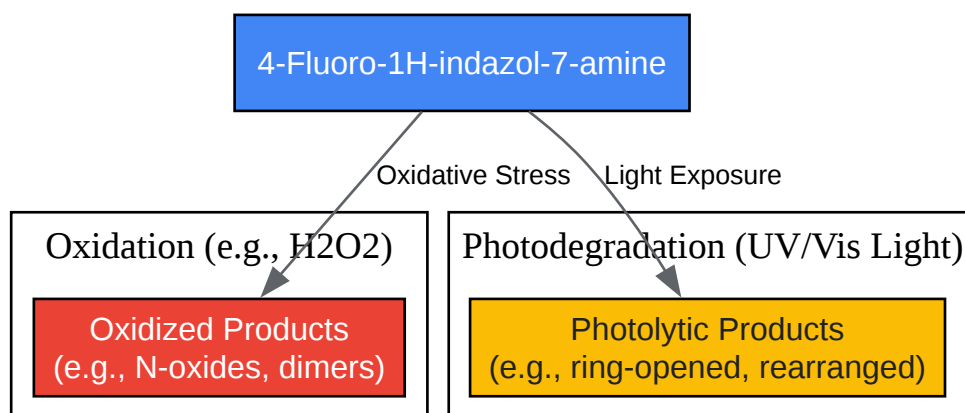 4-Fluoro-1H-indazol-7-amine
Oxidative Stress
Light Exposure
Oxidation (e.g., H2O2)
Photodegradation (UV/Vis Light)
Oxidized Products
(e.g., N-oxides, dimers)
Photolytic Products
(e.g., ring-opened, rearranged)